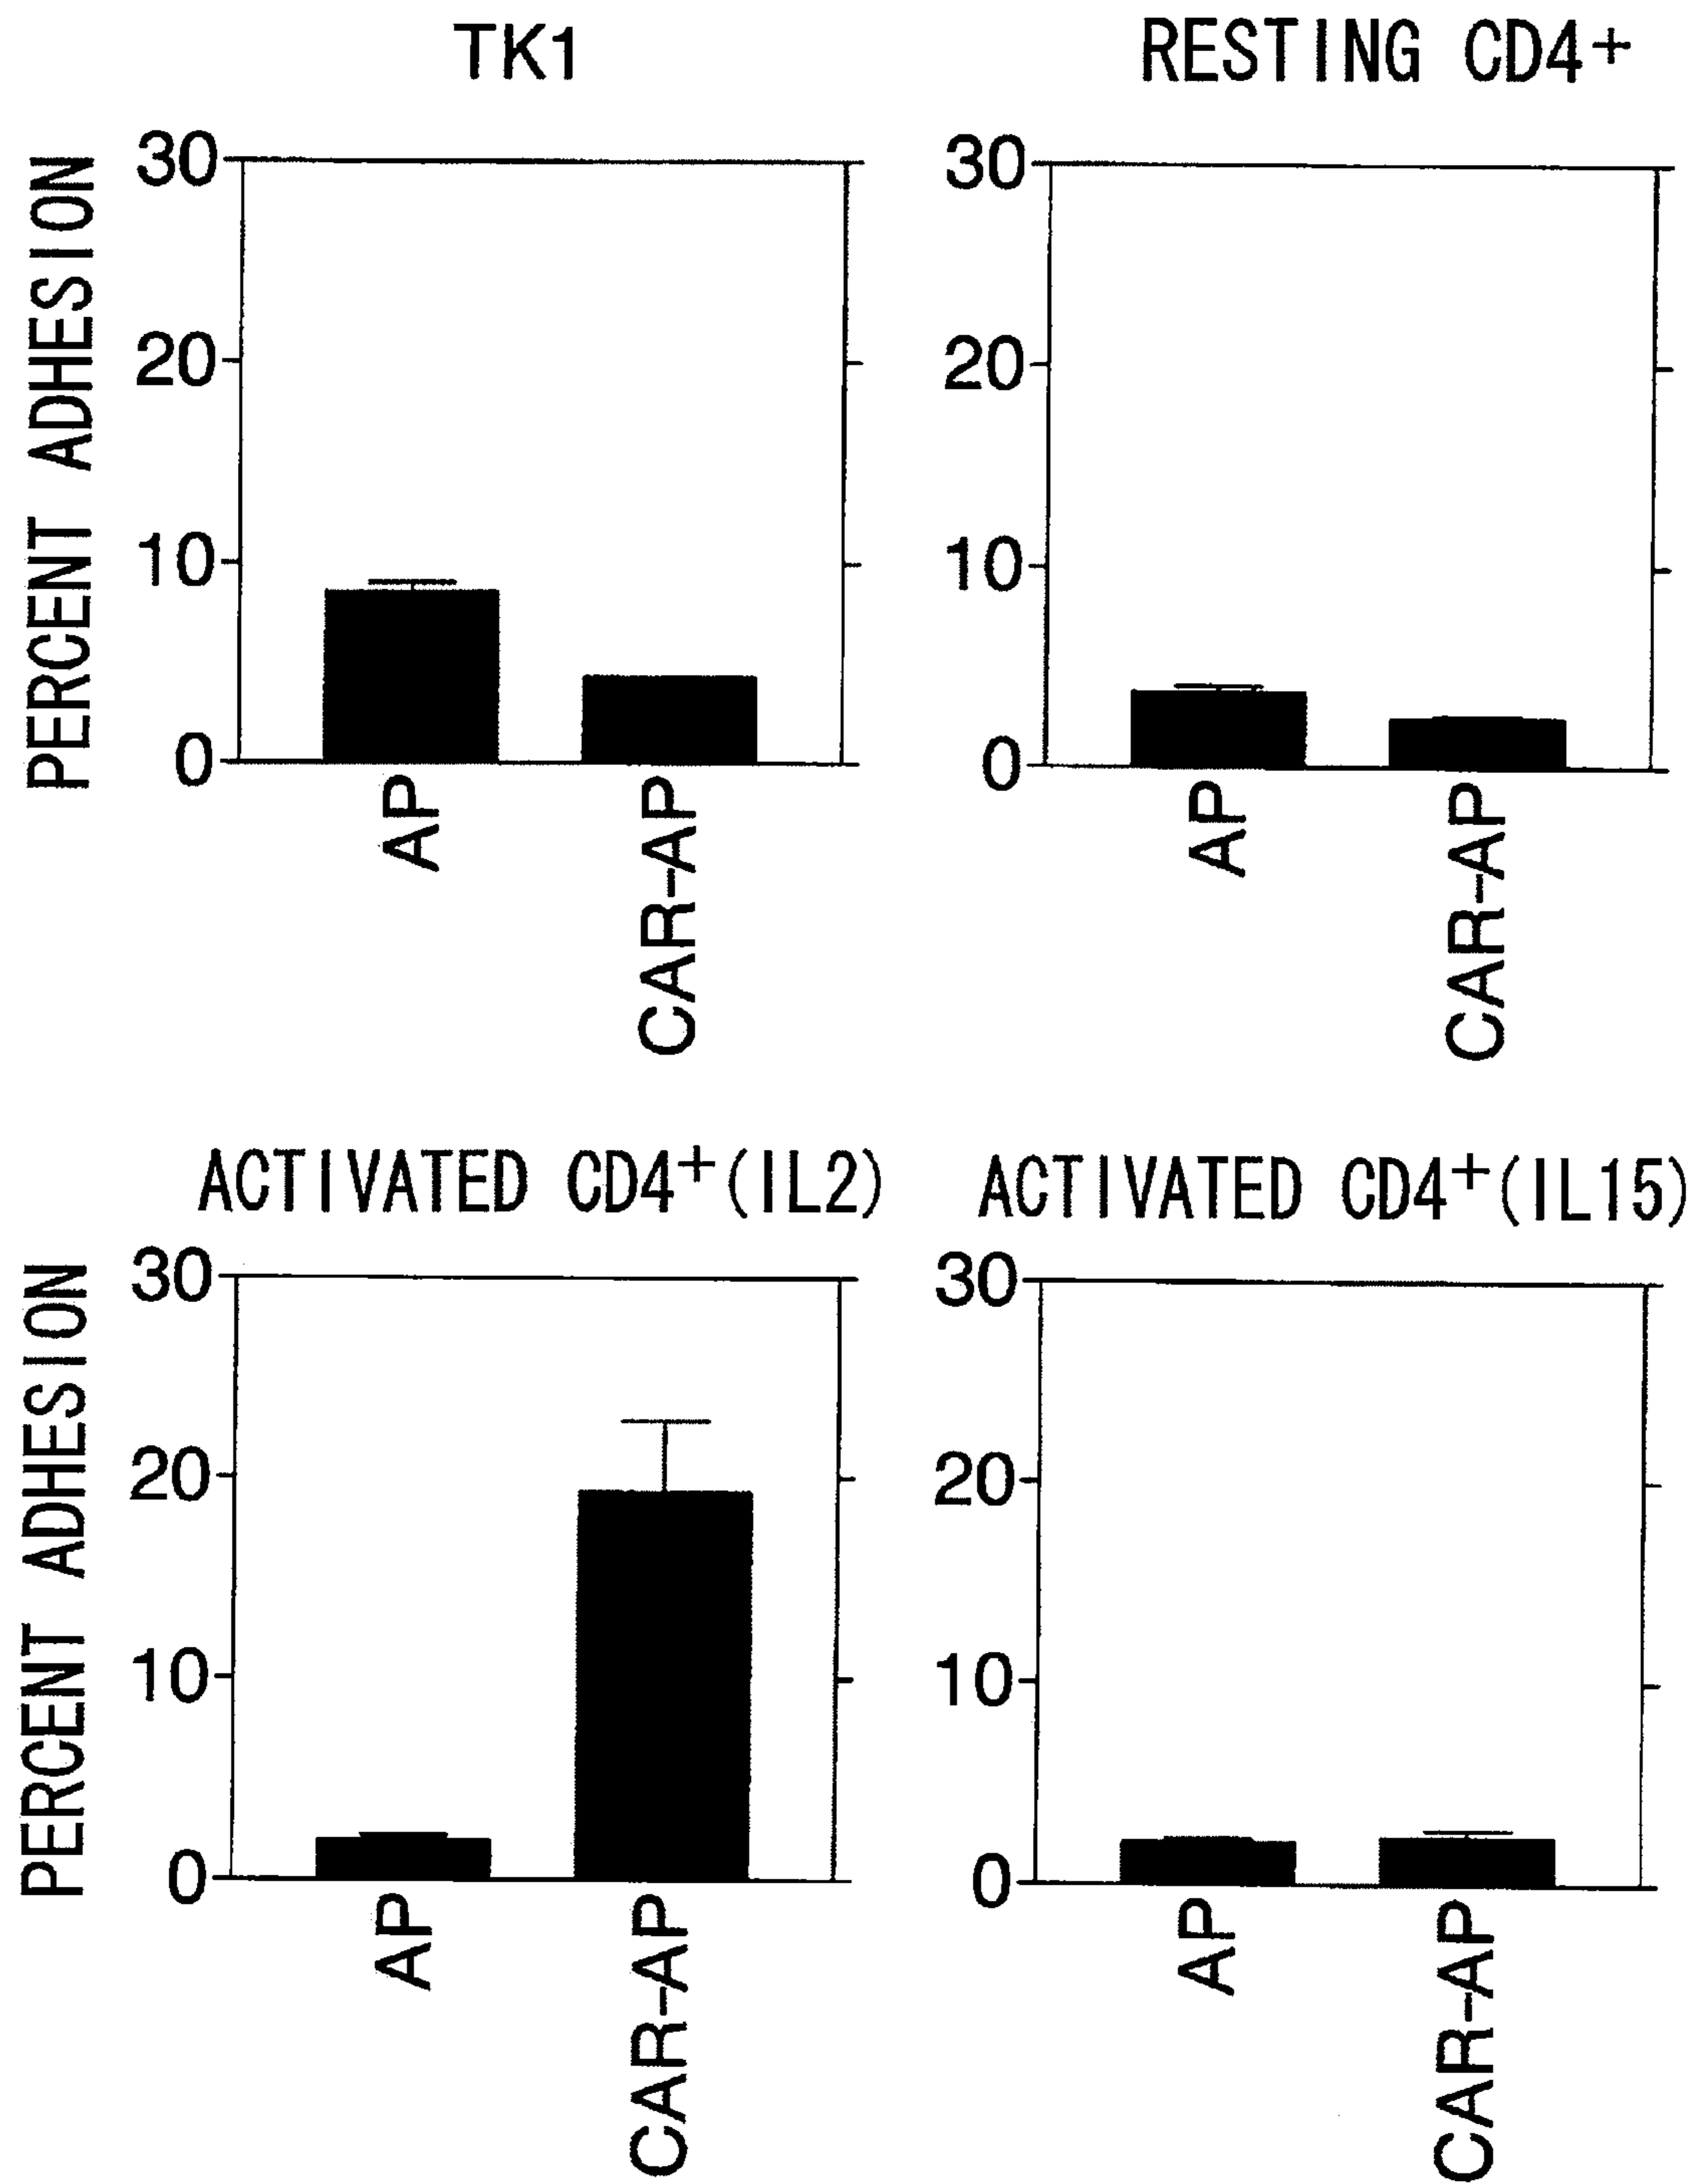 TK1
RESTING CD4+
PERCENT ADHESION
30
20
10
0
AP
CAR-AP
30
20
10
0
AP
CAR-AP
ACTIVATED CD4+(IL2)
ACTIVATED CD4+(IL15)
PERCENT ADHESION
30
20
10
0
AP
CAR-AP
30
20
10
0
AP
CAR-AP